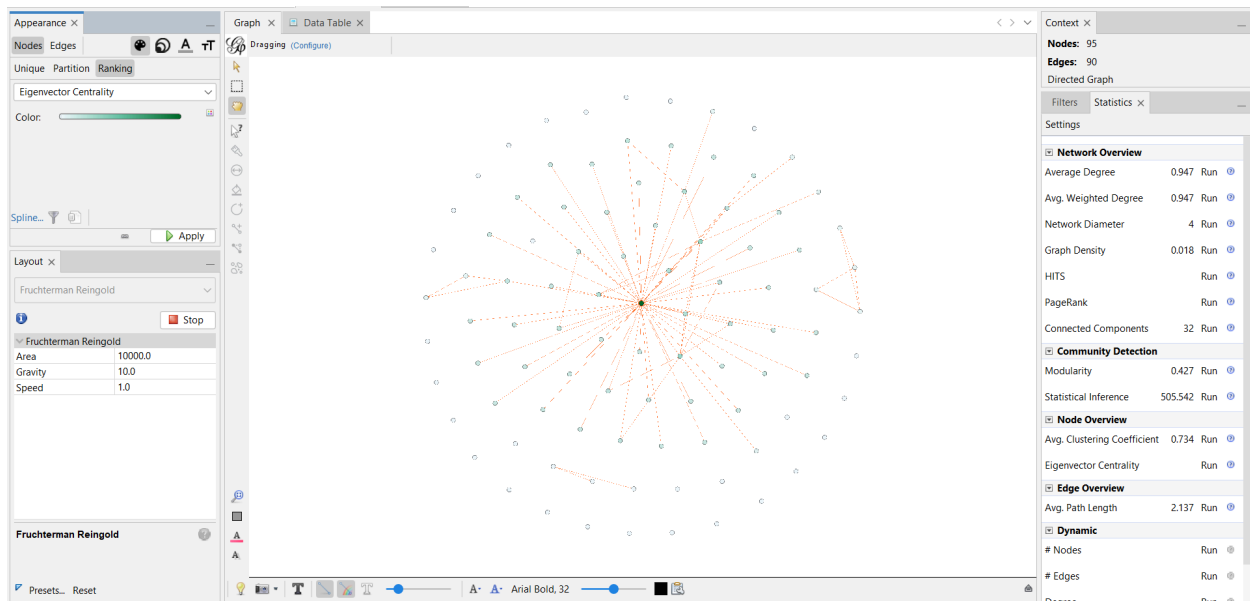 Appearance
Nodes Edges
Unique Partition Ranking
Eigenvector Centrality
Color:
Spline...
Apply
Layout
Fruchterman Reingold
Stop
Fruchterman Reingold
Area 10000.0
Gravity 10.0
Speed 1.0
Fruchterman Reingold
Presets... Reset
Graph Data Table
Dragging (Configure)
Arial Bold, 32
Context
Nodes: 95
Edges: 90
Directed Graph
Filters Statistics
Settings
Network Overview
Average Degree 0.947 Run
Avg. Weighted Degree 0.947 Run
Network Diameter 4 Run
Graph Density 0.018 Run
HITS Run
PageRank Run
Connected Components 32 Run
Community Detection
Modularity 0.427 Run
Statistical Inference 505.542 Run
Node Overview
Avg. Clustering Coefficient 0.734 Run
Eigenvector Centrality Run
Edge Overview
Avg. Path Length 2.137 Run
Dynamic
# Nodes Run
# Edges Run